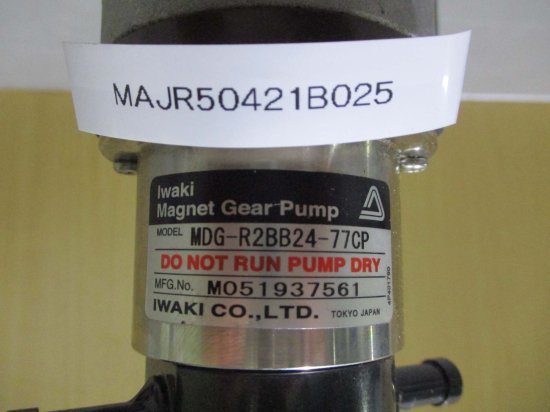 MAJR50421B025
Iwaki
Magnet Gear Pump
MODEL MDG-R2BB24-77CP
DO NOT RUN PUMP DRY
MFG.No. M051937561
IWAKI CO.,LTD. TOKYO JAPAN